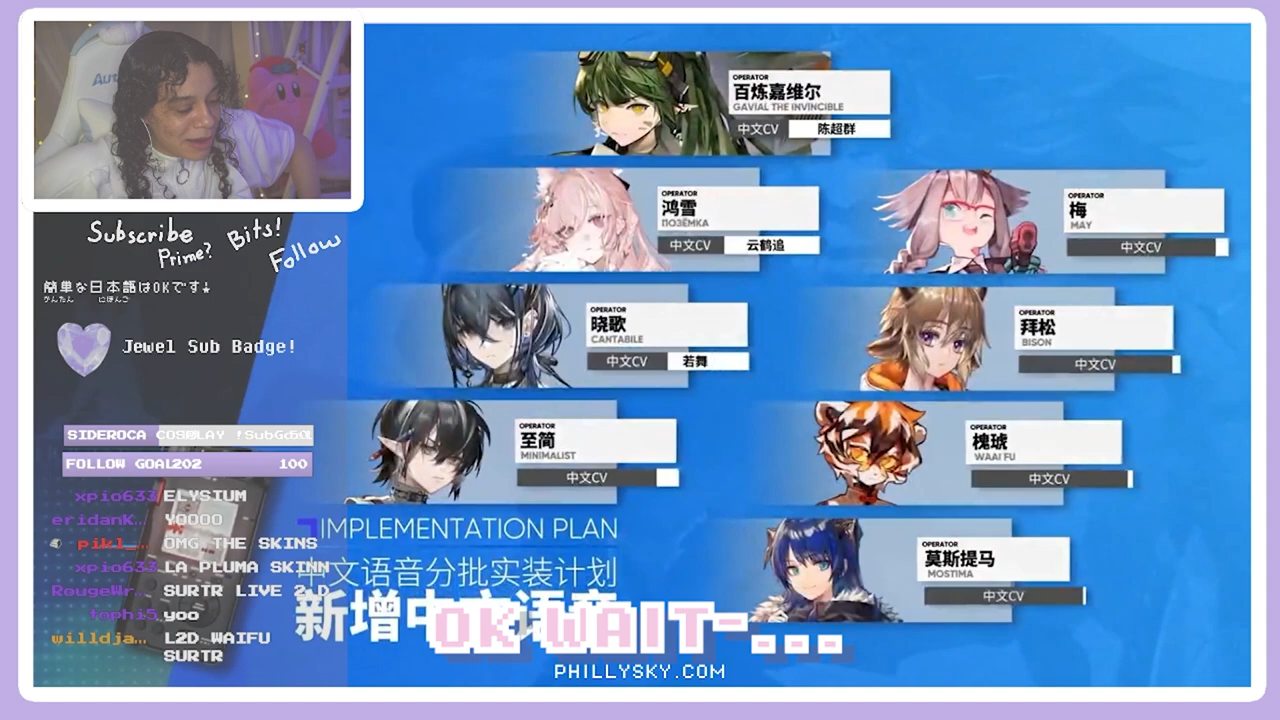 Subscribe
Prime?
Bits!
Follow
簡単な日本語はOKです
かんたん にほんご
Jewel Sub Badge!
SIDEROCA COSPLAY
FOLLOW GOAL202 100
xpio633 ELYSIUM
eridanK… YOOOO
pikl_… OMG THE SKINS
xpio633 LA PLUMA SKINN
RougeWr… SURTR LIVE 2 D
tophi5 yoo
willdja… L2D WAIFU
SURTR
OPERATOR
百炼嘉维尔
GAVIAL THE INVINCIBLE
中文CV 陈超群
OPERATOR
鸿雪
ПОЗЁMKA
中文CV 云鹤追
OPERATOR
梅
MAY
中文CV
OPERATOR
晓歌
CANTABILE
中文CV 若舞
OPERATOR
拜松
BISON
中文CV
OPERATOR
至简
MINIMALIST
中文CV
OPERATOR
槐琥
WAAI FU
中文CV
OPERATOR
莫斯提马
MOSTIMA
中文CV
IMPLEMENTATION PLAN
中文语音分批实装计划
新增中文语音
OK WAIT-...
PHILLYSKY.COM